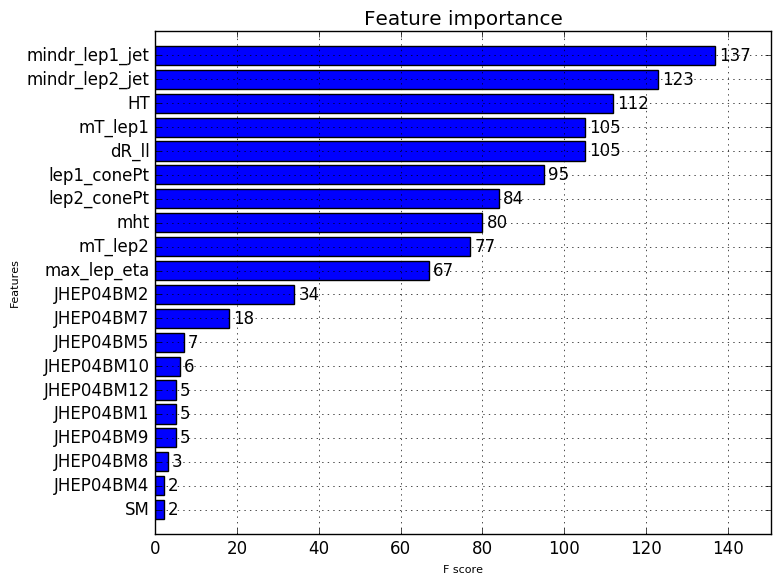 Feature importance
mindr_lep1_jet 137
mindr_lep2_jet 123
HT 112
mT_lep1 105
dR_ll 105
lep1_conePt 95
lep2_conePt 84
mht 80
mT_lep2 77
max_lep_eta 67
JHEP04BM2 34
JHEP04BM7 18
JHEP04BM5 7
JHEP04BM10 6
JHEP04BM12 5
JHEP04BM1 5
JHEP04BM9 5
JHEP04BM8 3
JHEP04BM4 2
SM 2
Features
0 20 40 60 80 100 120 140
F score